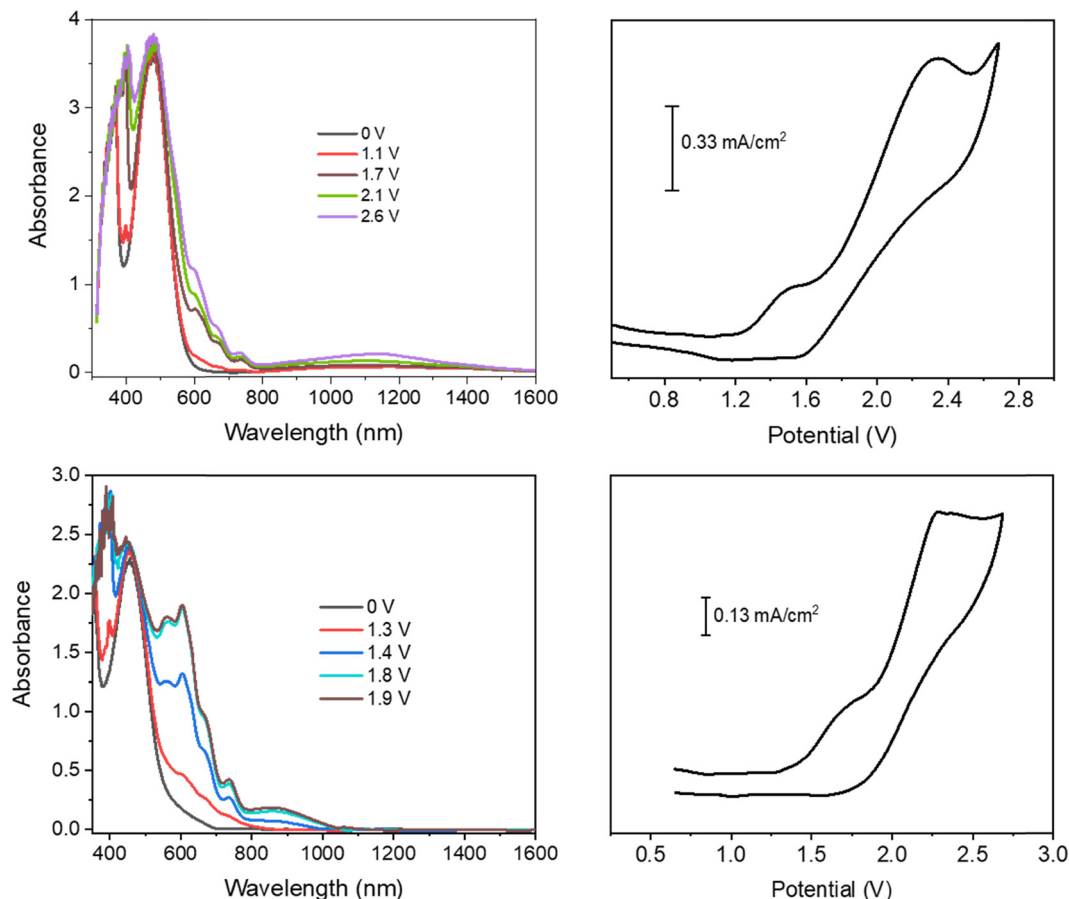 4
3
2
1
0
Absorbance
400 600 800 1000 1200 1400 1600
Wavelength (nm)
0 V
1.1 V
1.7 V
2.1 V
2.6 V
0.33 mA/cm²
0.8 1.2 1.6 2.0 2.4 2.8
Potential (V)
3.0
2.5
2.0
1.5
1.0
0.5
0.0
Absorbance
400 600 800 1000 1200 1400 1600
Wavelength (nm)
0 V
1.3 V
1.4 V
1.8 V
1.9 V
0.13 mA/cm²
0.5 1.0 1.5 2.0 2.5 3.0
Potential (V)